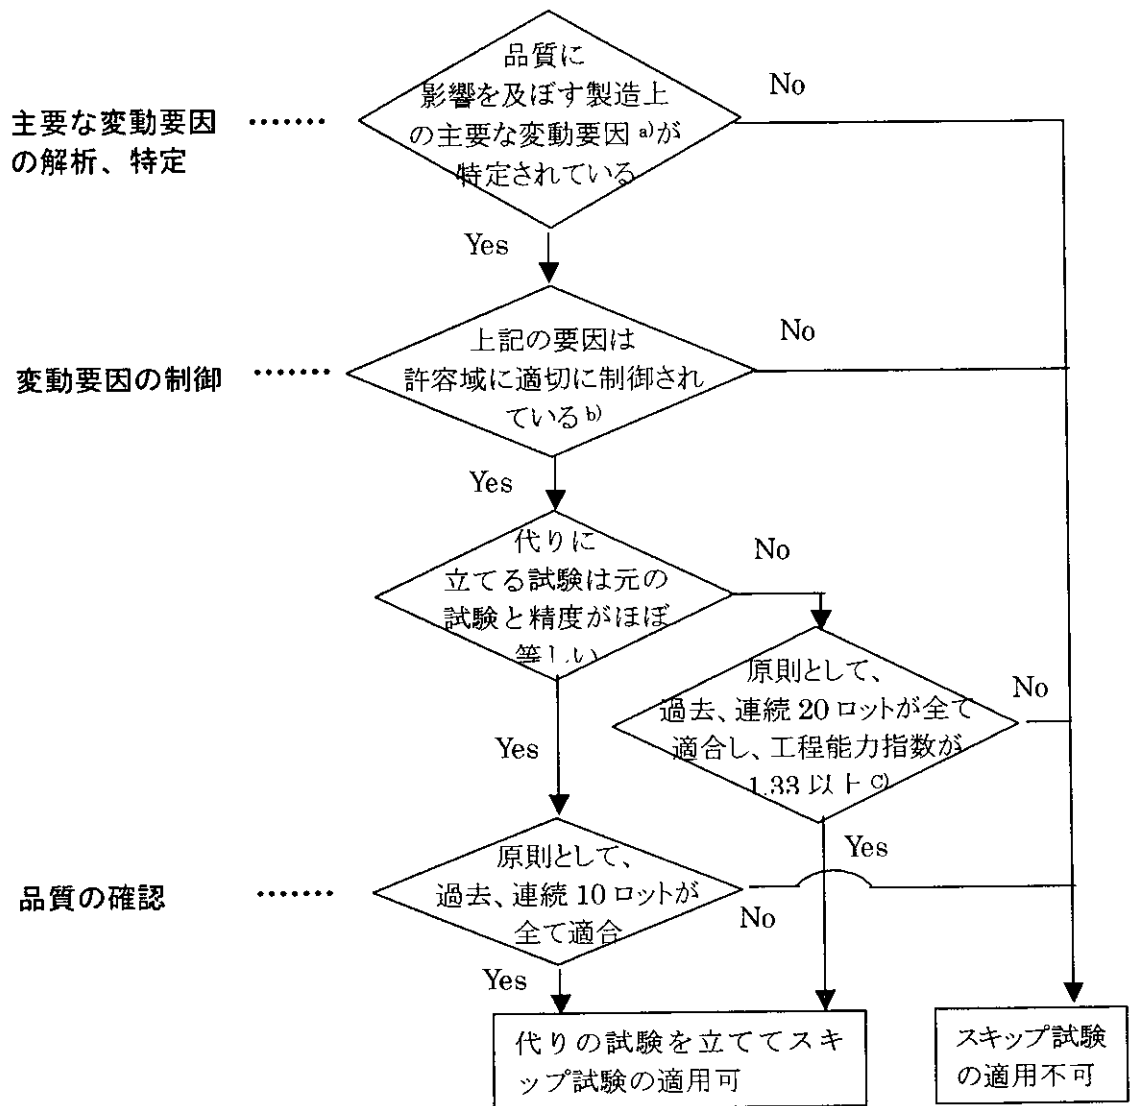 品質に
影響を及ぼす製造上
の主要な変動要因 a)が
特定されている
No
主要な変動要因 ‥‥‥‥
の解析、特定
Yes
上記の要因は
許容域に適切に制御され
ている b)
No
変動要因の制御 ‥‥‥‥
Yes
代りに
立てる試験は元の
試験と精度がほぼ
等しい
No
原則として、
過去、連続 20 ロットが全て
適合し、工程能力指数が
1.33 以上 C)
No
Yes
Yes
原則として、
過去、連続 10 ロットが
全て適合
品質の確認 ‥‥‥‥
No
Yes
代りの試験を立ててスキ
ップ試験の適用可
スキップ試験
の適用不可